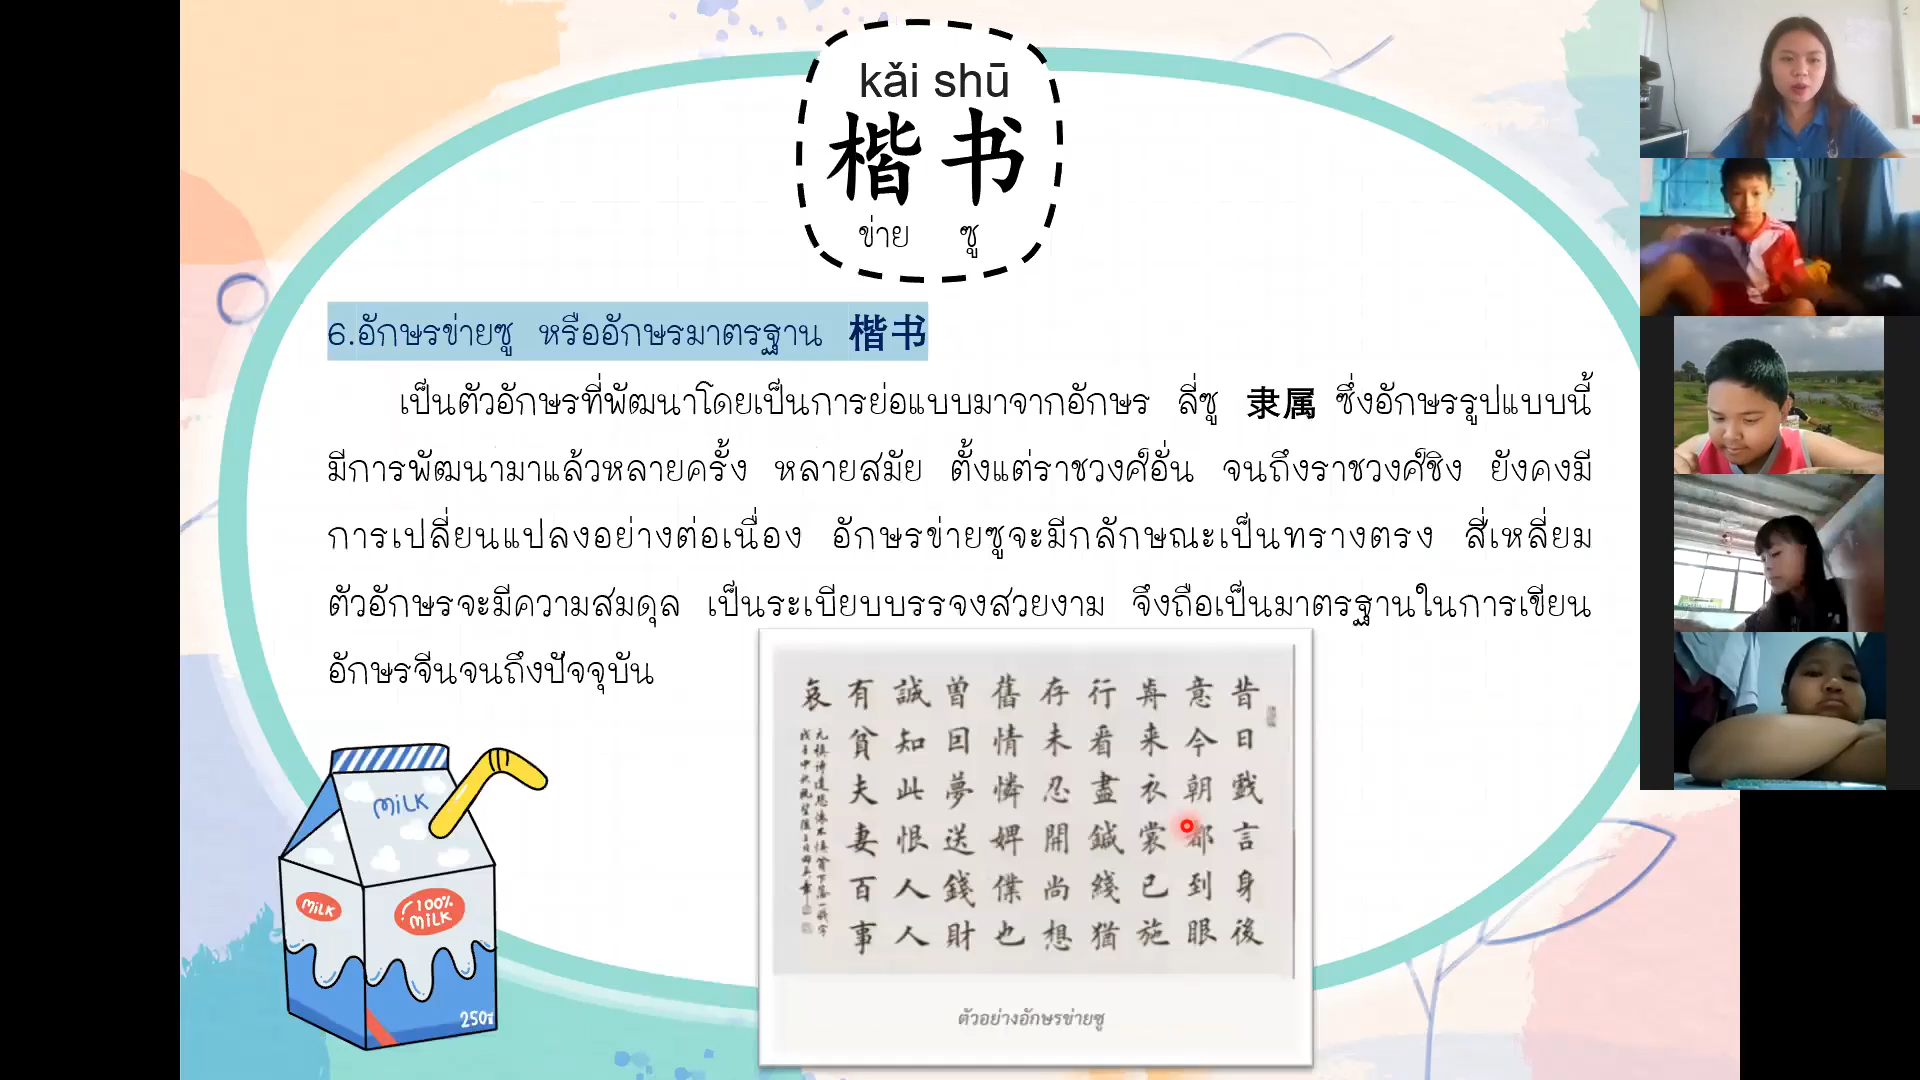 kǎi shū
楷书
ข่าย ซู
6.อักษรข่ายซู หรืออักษรมาตรฐาน 楷书
เป็นตัวอักษรที่พัฒนาโดยเป็นการย่อแบบมาจากอักษร ลี่ซู 隶属 ซึ่งอักษรรูปแบบนี้
มีการพัฒนามาแล้วหลายครั้ง หลายสมัย ตั้งแต่ราชวงศ์อั่น จนถึงราชวงศ์ชิง ยังคงมี
การเปลี่ยนแปลงอย่างต่อเนื่อง อักษรข่ายซูจะมีกลักษณะเป็นทรางตรง สี่เหลี่ยม
ตัวอักษรจะมีความสมดุล เป็นระเบียบบรรจงสวยงาม จึงถือเป็นมาตรฐานในการเขียน
อักษรจีนจนถึงปัจจุบัน
昔日戲言身後
意今朝都到眼
歬来衣裳已施
行看盡鍼綫猶
存未忍開尚想
舊情憐婢僕也
曾回夢送錢財
誠知此恨人人
有貧夫妻百事
哀
ตัวอย่างอักษรข่ายซู
MiLK
MiLK
100%
MiLK
250